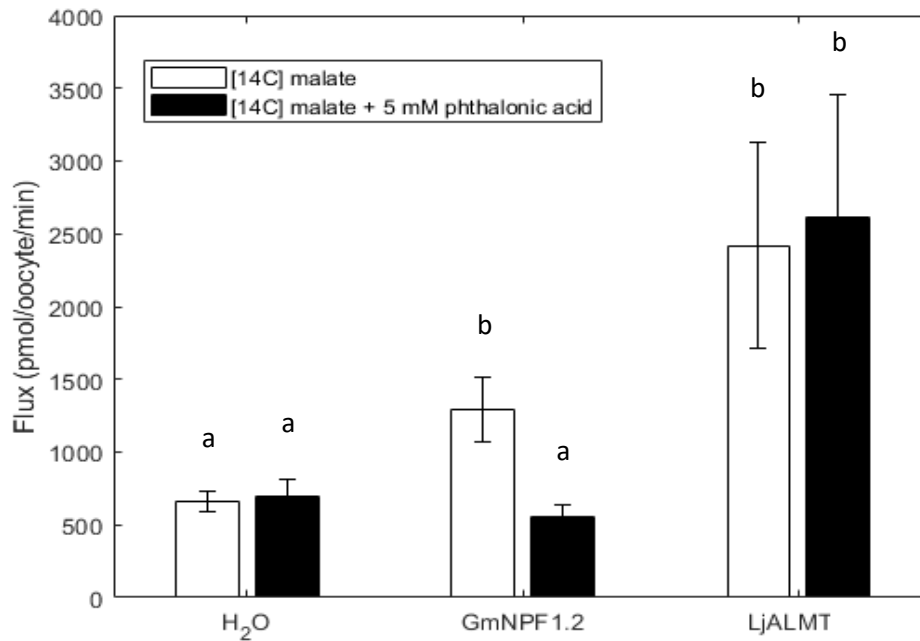 4000
3500
3000
2500
2000
1500
1000
500
0
Flux (pmol/oocyte/min)
[14C] malate
[14C] malate + 5 mM phthalonic acid
a
a
b
a
b
b
H₂O
GmNPF1.2
LjALMT